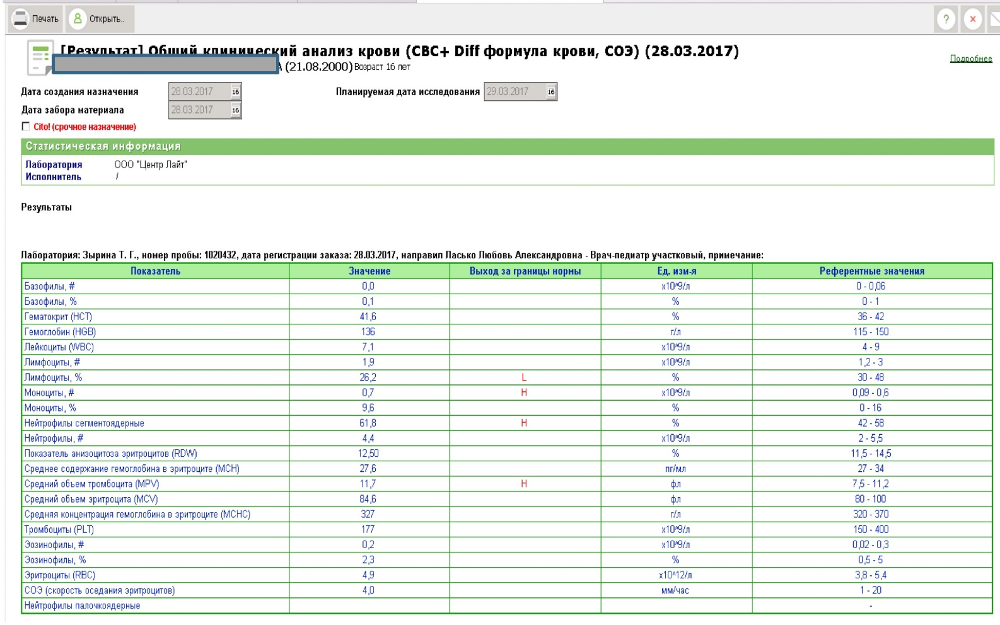 Печать Открыть..
[Результат] Общий клинический анализ крови (CBC+ Diff формула крови, СОЭ) (28.03.2017)
(21.08.2000) Возраст 16 лет
Подробнее
Дата создания назначения 28.03.2017 16 Планируемая дата исследования 29.03.2017 16
Дата забора материала 28.03.2017 16
Cito! (срочное назначение)
Статистическая информация
Лаборатория ООО "Центр Лайт"
Исполнитель /
Результаты
Лаборатория: Зырина Т. Г., номер пробы: 1020432, дата регистрации заказа: 28.03.2017, направил Ласько Любовь Александровна - Врач-педиатр участковый, примечание:
Показатель Значение Выход за границы нормы Ед. изм-я Референтные значения
Базофилы, # 0,0 x10^9/л 0 - 0,06
Базофилы, % 0,1 % 0 - 1
Гематокрит (HCT) 41,6 % 36 - 42
Гемоглобин (HGB) 136 г/л 115 - 150
Лейкоциты (WBC) 7,1 x10^9/л 4 - 9
Лимфоциты, # 1,9 x10^9/л 1,2 - 3
Лимфоциты, % 26,2 L % 30 - 48
Моноциты, # 0,7 H x10^9/л 0,09 - 0,6
Моноциты, % 9,6 % 0 - 16
Нейтрофилы сегментоядерные 61,8 H % 42 - 58
Нейтрофилы, # 4,4 x10^9/л 2 - 5,5
Показатель анизоцитоза эритроцитов (RDW) 12,50 % 11,5 - 14,5
Среднее содержание гемоглобина в эритроците (MCH) 27,6 пг/мл 27 - 34
Средний объем тромбоцита (MPV) 11,7 H фл 7,5 - 11,2
Средний объем эритроцита (MCV) 84,6 фл 80 - 100
Средняя концентрация гемоглобина в эритроците (MCHC) 327 г/л 320 - 370
Тромбоциты (PLT) 177 x10^9/л 150 - 400
Эозинофилы, # 0,2 x10^9/л 0,02 - 0,3
Эозинофилы, % 2,3 % 0,5 - 5
Эритроциты (RBC) 4,9 x10^12/л 3,8 - 5,4
СОЭ (скорость оседания эритроцитов) 4,0 мм/час 1 - 20
Нейтрофилы палочкоядерные -